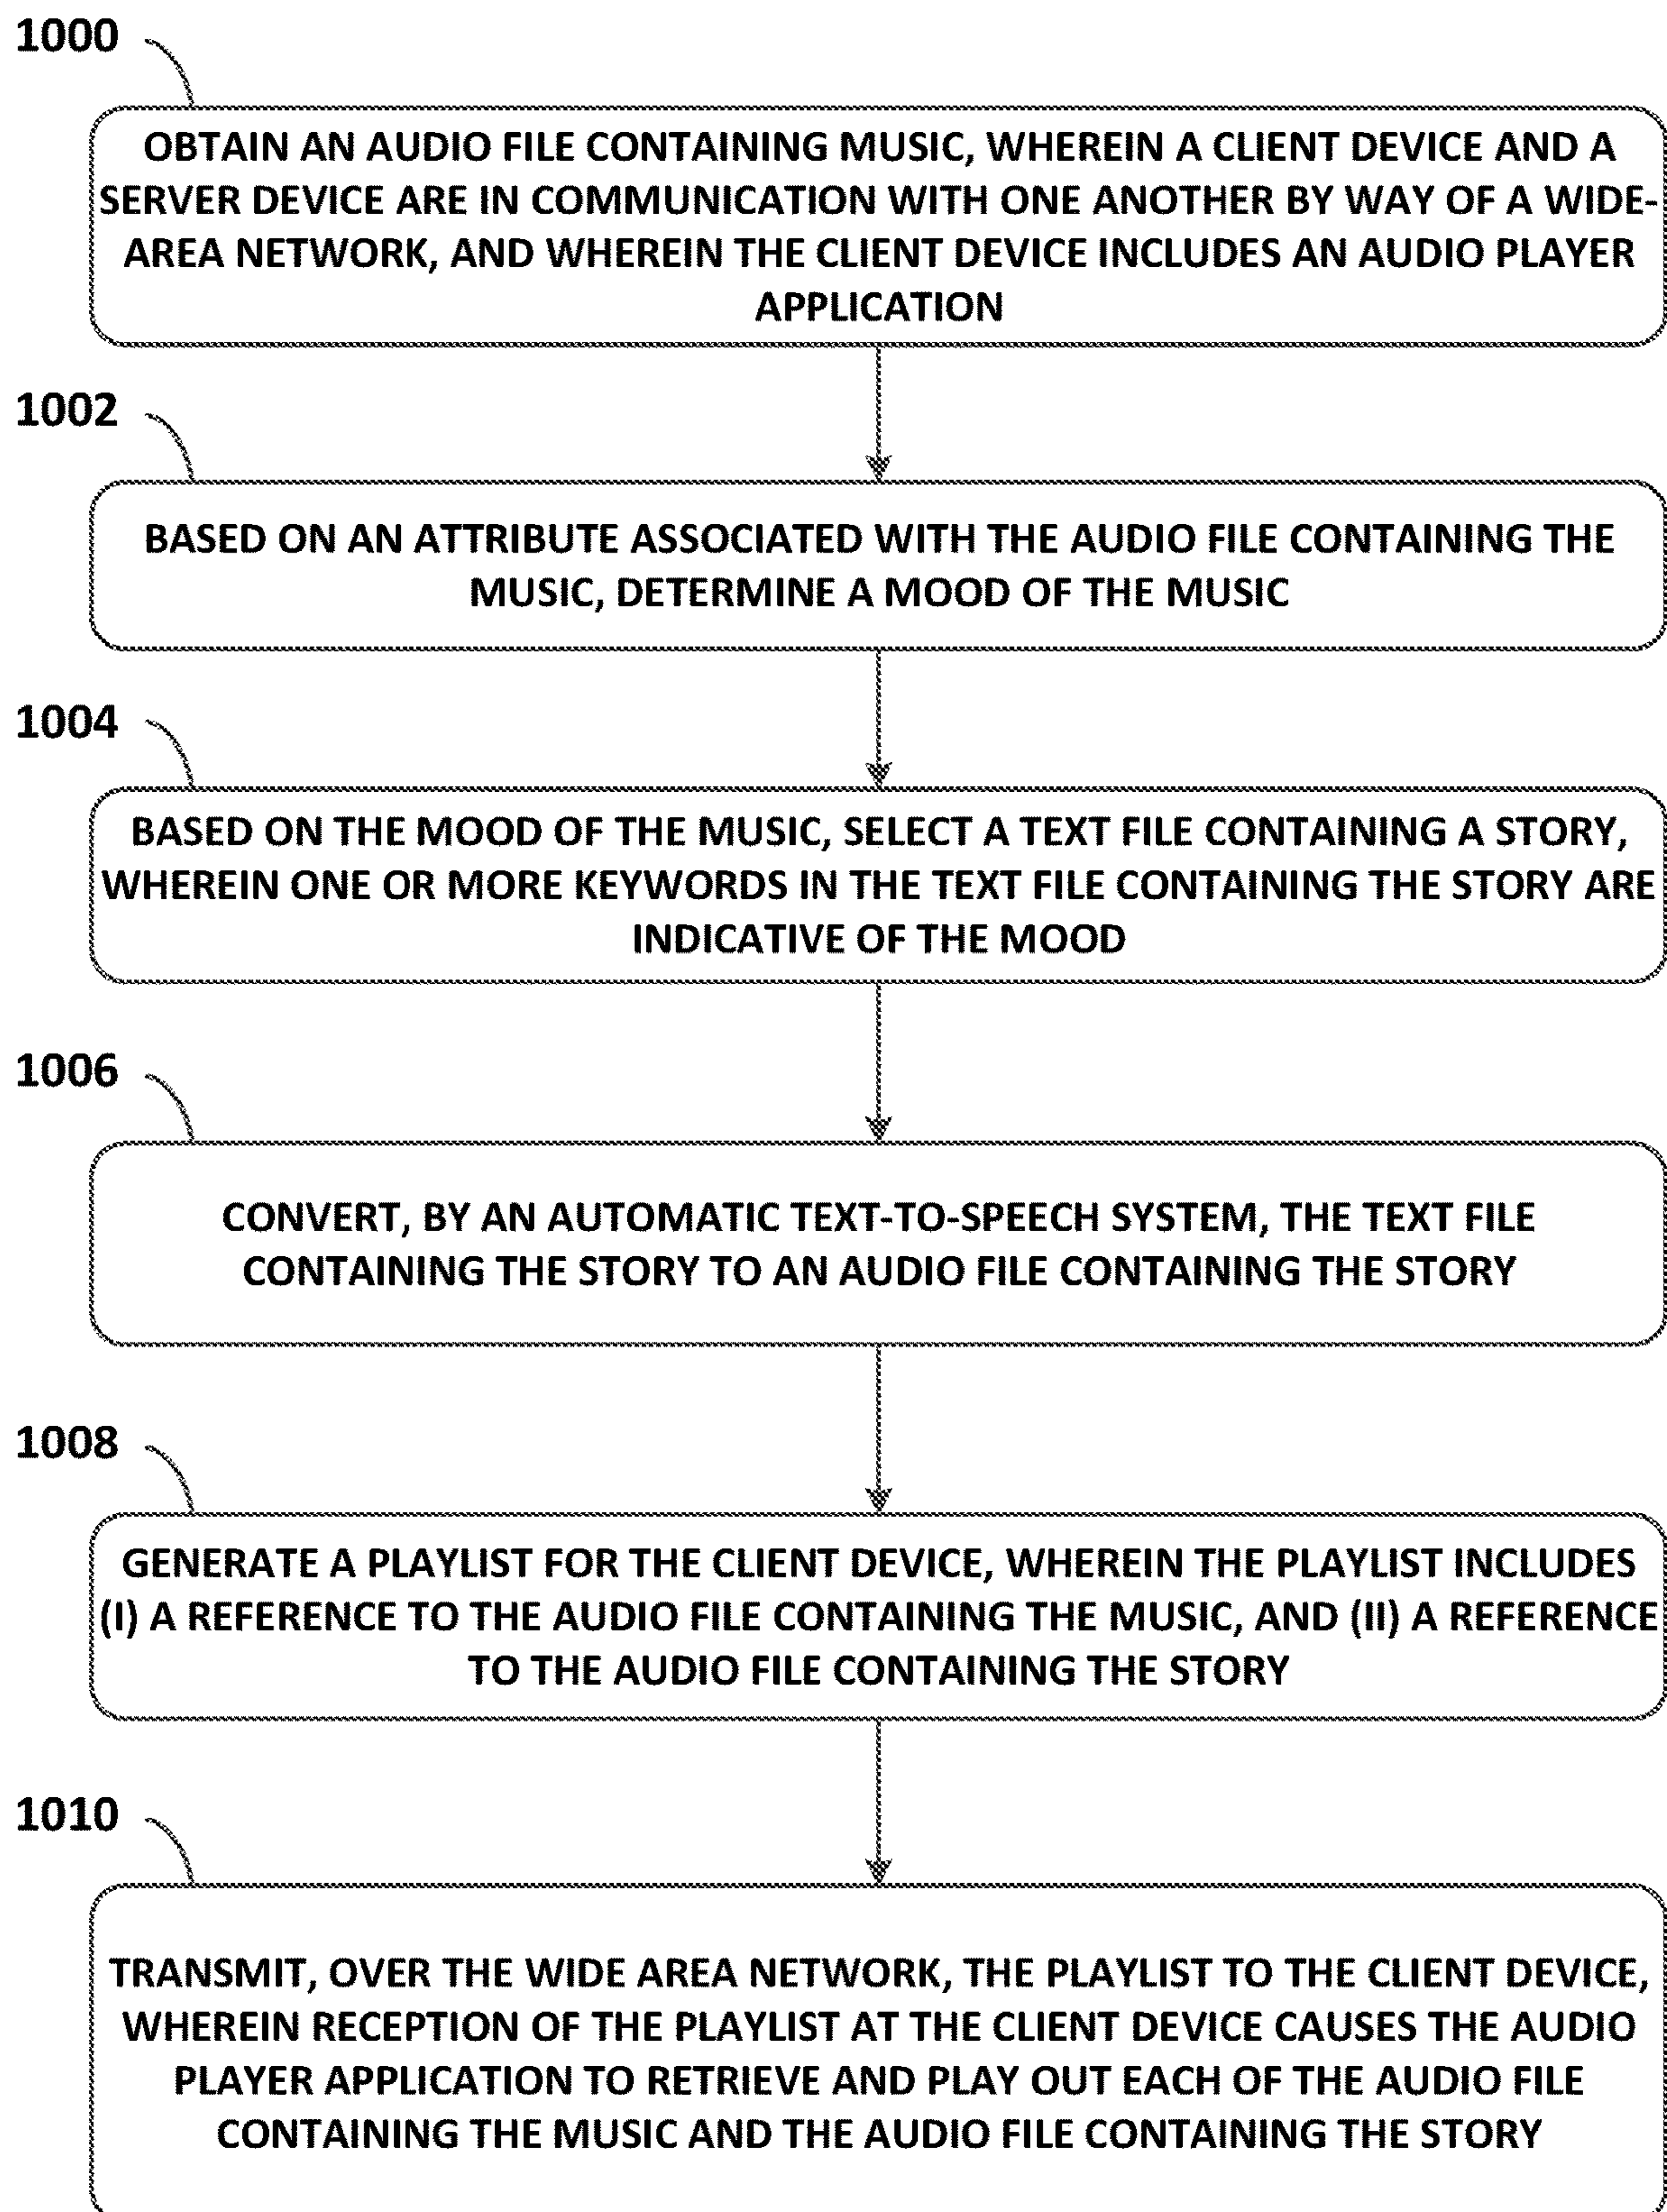 1000
OBTAIN AN AUDIO FILE CONTAINING MUSIC, WHEREIN A CLIENT DEVICE AND A
SERVER DEVICE ARE IN COMMUNICATION WITH ONE ANOTHER BY WAY OF A WIDE-
AREA NETWORK, AND WHEREIN THE CLIENT DEVICE INCLUDES AN AUDIO PLAYER
APPLICATION
1002
BASED ON AN ATTRIBUTE ASSOCIATED WITH THE AUDIO FILE CONTAINING THE
MUSIC, DETERMINE A MOOD OF THE MUSIC
1004
BASED ON THE MOOD OF THE MUSIC, SELECT A TEXT FILE CONTAINING A STORY,
WHEREIN ONE OR MORE KEYWORDS IN THE TEXT FILE CONTAINING THE STORY ARE
INDICATIVE OF THE MOOD
1006
CONVERT, BY AN AUTOMATIC TEXT-TO-SPEECH SYSTEM, THE TEXT FILE
CONTAINING THE STORY TO AN AUDIO FILE CONTAINING THE STORY
1008
GENERATE A PLAYLIST FOR THE CLIENT DEVICE, WHEREIN THE PLAYLIST INCLUDES
(I) A REFERENCE TO THE AUDIO FILE CONTAINING THE MUSIC, AND (II) A REFERENCE
TO THE AUDIO FILE CONTAINING THE STORY
1010
TRANSMIT, OVER THE WIDE AREA NETWORK, THE PLAYLIST TO THE CLIENT DEVICE,
WHEREIN RECEPTION OF THE PLAYLIST AT THE CLIENT DEVICE CAUSES THE AUDIO
PLAYER APPLICATION TO RETRIEVE AND PLAY OUT EACH OF THE AUDIO FILE
CONTAINING THE MUSIC AND THE AUDIO FILE CONTAINING THE STORY